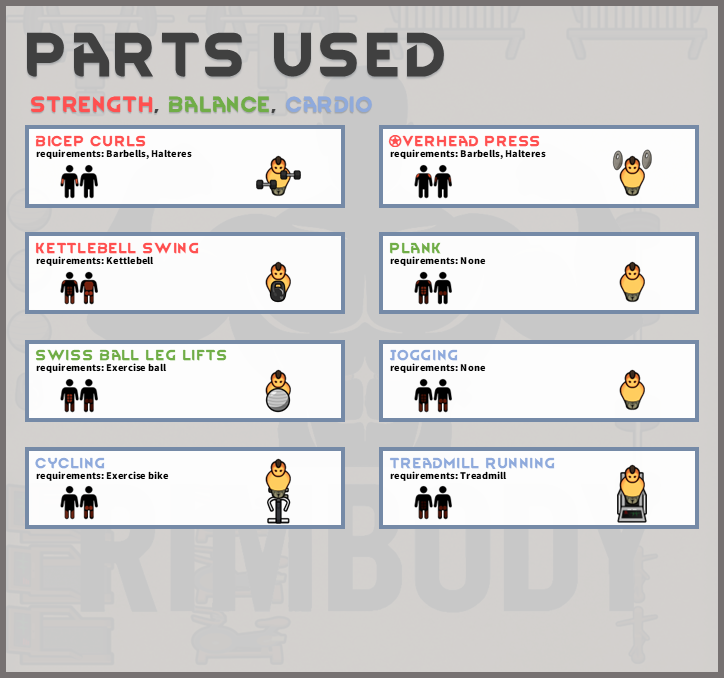 PARTS USED
STRENGTH, BALANCE, CARDIO
BICEP CURLS
requirements: Barbells, Halteres
OVERHEAD PRESS
requirements: Barbells, Halteres
KETTLEBELL SWING
requirements: Kettlebell
PLANK
requirements: None
SWISS BALL LEG LIFTS
requirements: Exercise ball
JOGGING
requirements: None
CYCLING
requirements: Exercise bike
TREADMILL RUNNING
requirements: Treadmill
RIMBODY